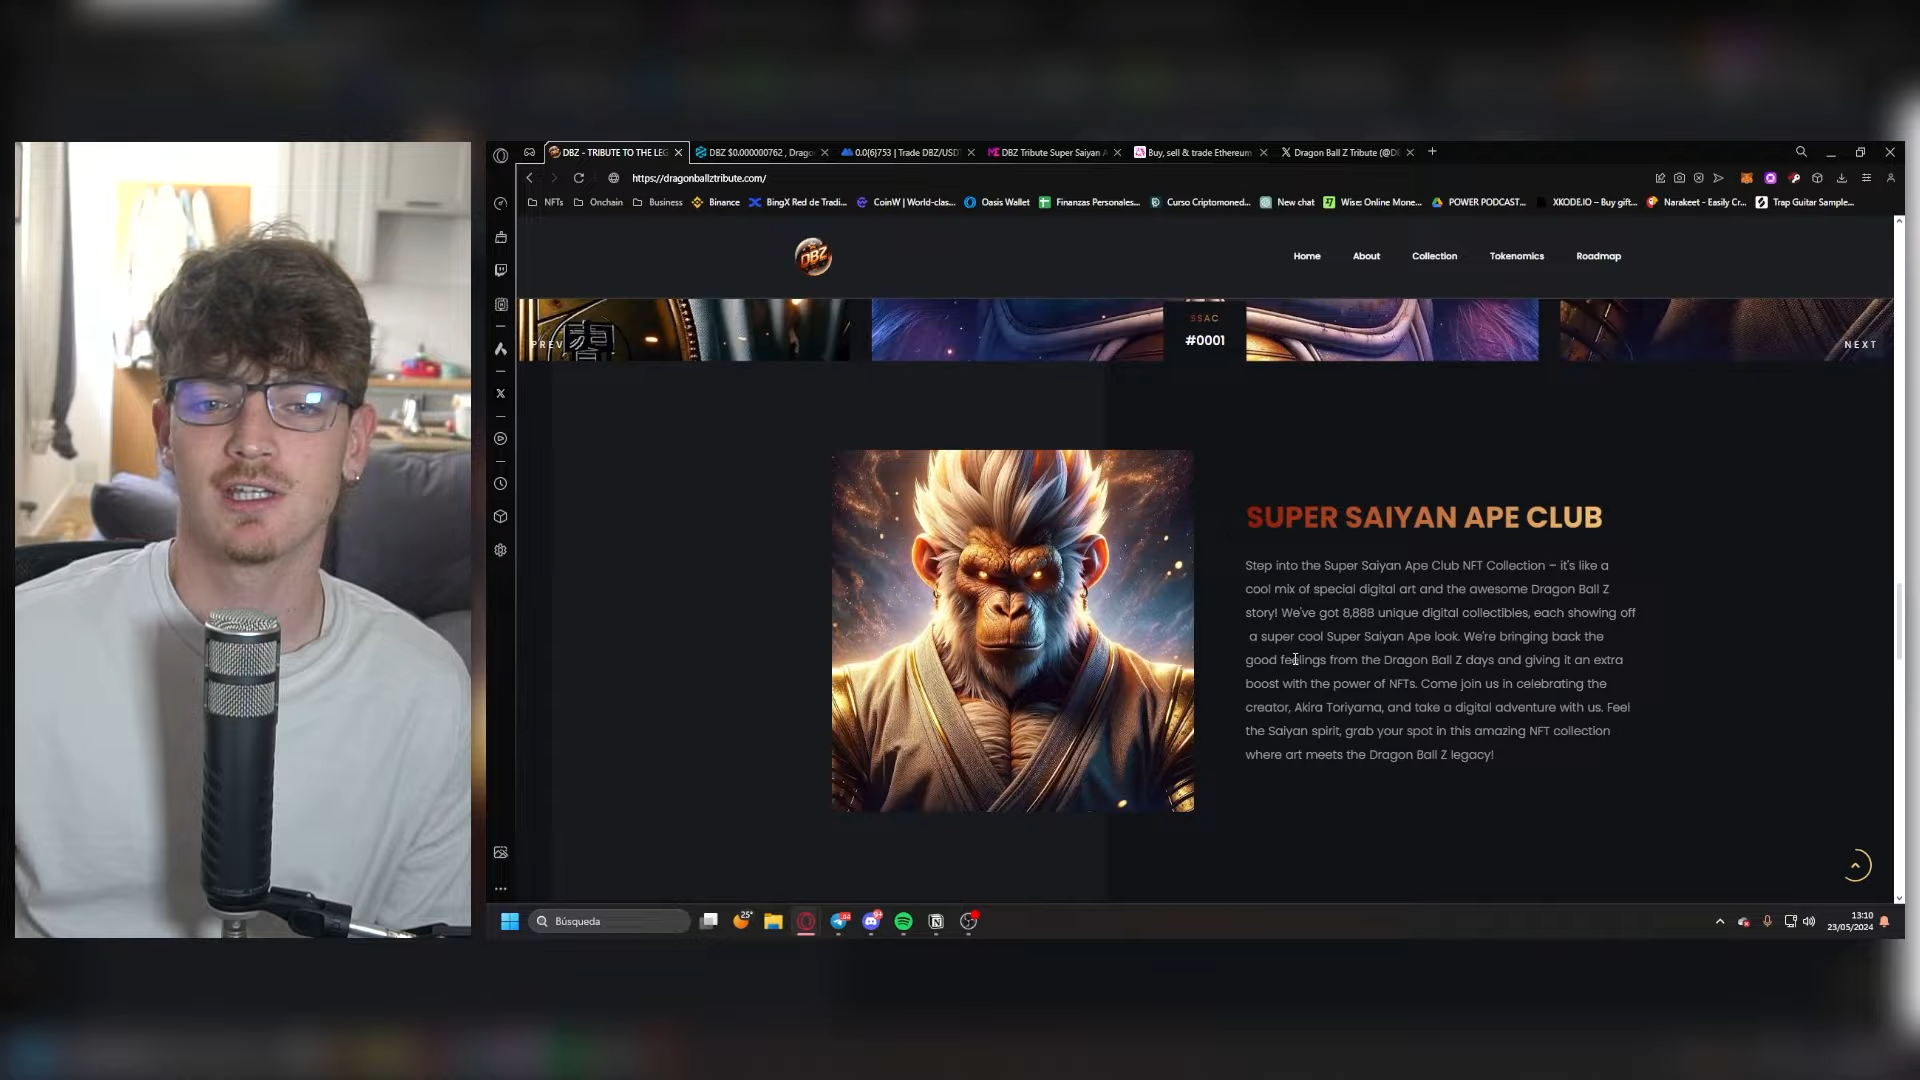 DBZ - TRIBUTE TO THE LEG
DBZ $0.000000762 , Drago
0.0(6)753 | Trade DBZ/USDT
DBZ Tribute Super Saiyan A
Buy, sell & trade Ethereum
Dragon Ball Z Tribute (@D
https://dragonballztribute.com/
NFTs
Onchain
Business
Binance
BingX Red de Tradi...
CoinW | World-clas...
Oasis Wallet
Finanzas Personales...
Curso Criptomoned...
New chat
Wise: Online Mone...
POWER PODCAST...
XKODE.IO – Buy gift...
Narakeet - Easily Cr...
Trap Guitar Sample...
DBZ
Home
About
Collection
Tokenomics
Roadmap
PREV
SSAC
#0001
NEXT
SUPER SAIYAN APE CLUB
Step into the Super Saiyan Ape Club NFT Collection – it's like a
cool mix of special digital art and the awesome Dragon Ball Z
story! We've got 8,888 unique digital collectibles, each showing off
a super cool Super Saiyan Ape look. We're bringing back the
good feelings from the Dragon Ball Z days and giving it an extra
boost with the power of NFTs. Come join us in celebrating the
creator, Akira Toriyama, and take a digital adventure with us. Feel
the Saiyan spirit, grab your spot in this amazing NFT collection
where art meets the Dragon Ball Z legacy!
Búsqueda
25°
13:10
23/05/2024